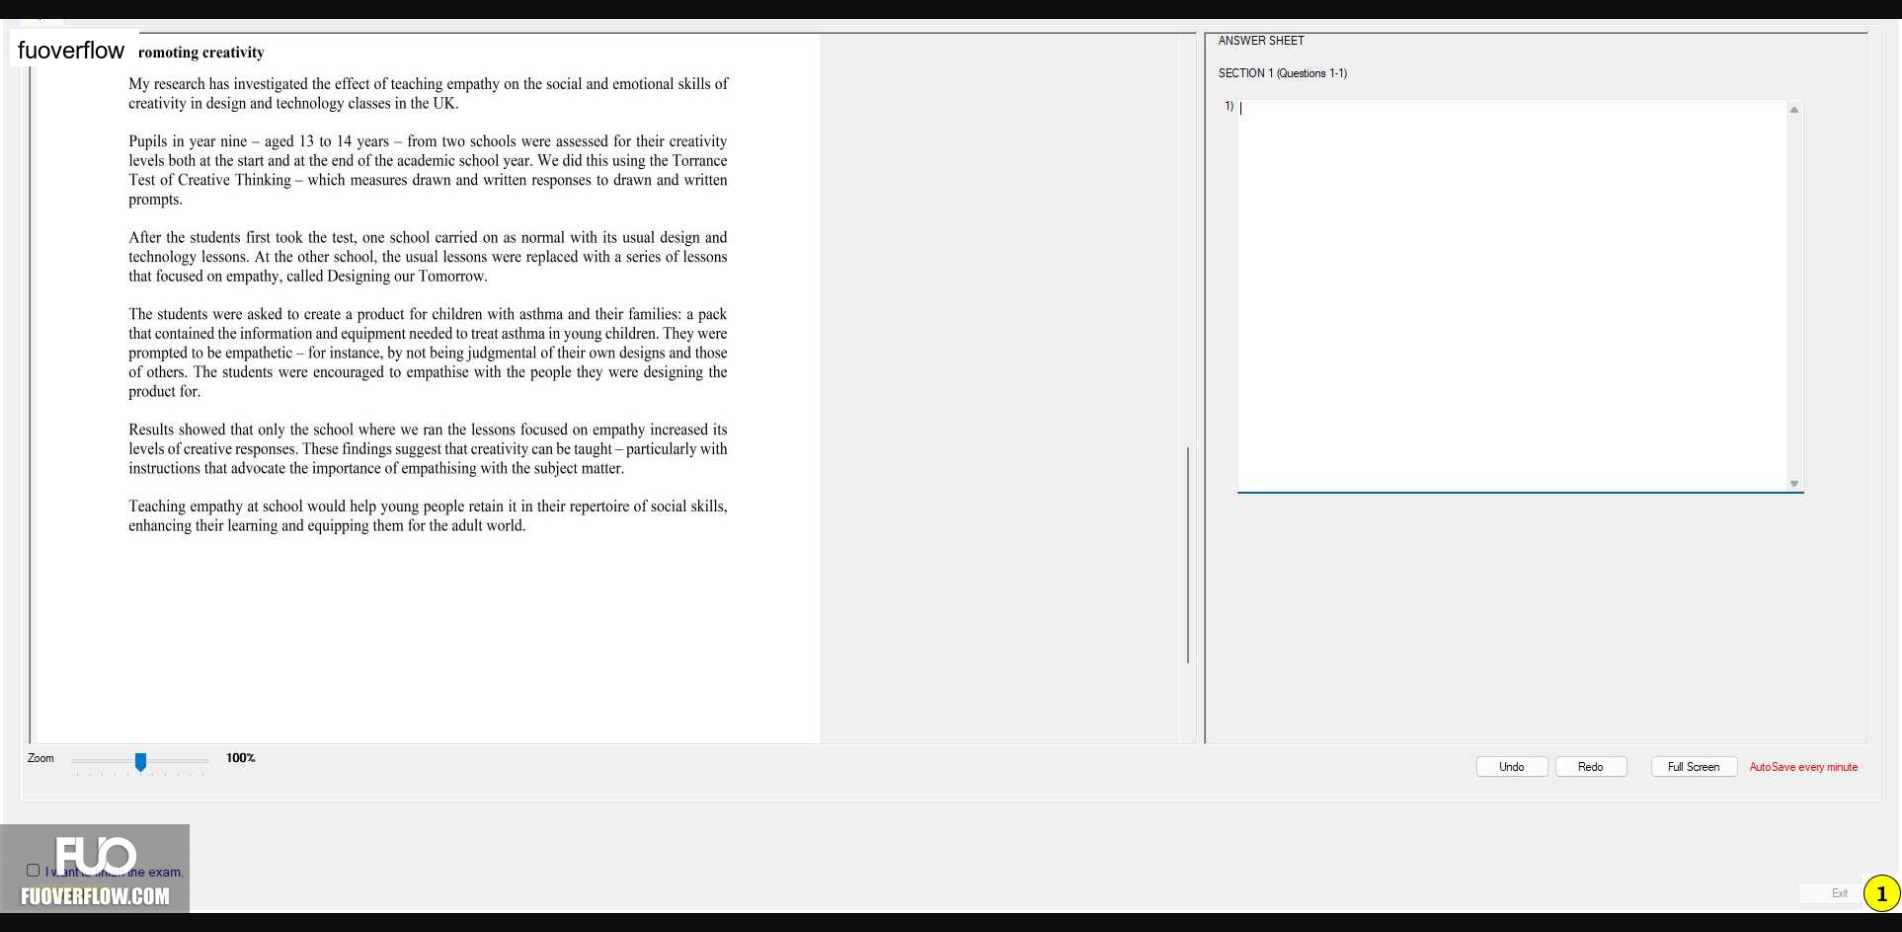 fuoverflow
romoting creativity
My research has investigated the effect of teaching empathy on the social and emotional skills of
creativity in design and technology classes in the UK.
Pupils in year nine – aged 13 to 14 years – from two schools were assessed for their creativity
levels both at the start and at the end of the academic school year. We did this using the Torrance
Test of Creative Thinking – which measures drawn and written responses to drawn and written
prompts.
After the students first took the test, one school carried on as normal with its usual design and
technology lessons. At the other school, the usual lessons were replaced with a series of lessons
that focused on empathy, called Designing our Tomorrow.
The students were asked to create a product for children with asthma and their families: a pack
that contained the information and equipment needed to treat asthma in young children. They were
prompted to be empathetic – for instance, by not being judgmental of their own designs and those
of others. The students were encouraged to empathise with the people they were designing the
product for.
Results showed that only the school where we ran the lessons focused on empathy increased its
levels of creative responses. These findings suggest that creativity can be taught – particularly with
instructions that advocate the importance of empathising with the subject matter.
Teaching empathy at school would help young people retain it in their repertoire of social skills,
enhancing their learning and equipping them for the adult world.
ANSWER SHEET
SECTION 1 (Questions 1-1)
1)
Zoom
100%
Undo
Redo
Full Screen
AutoSave every minute
FUO
I want to finish the exam.
FUOVERFLOW.COM
Exit
1